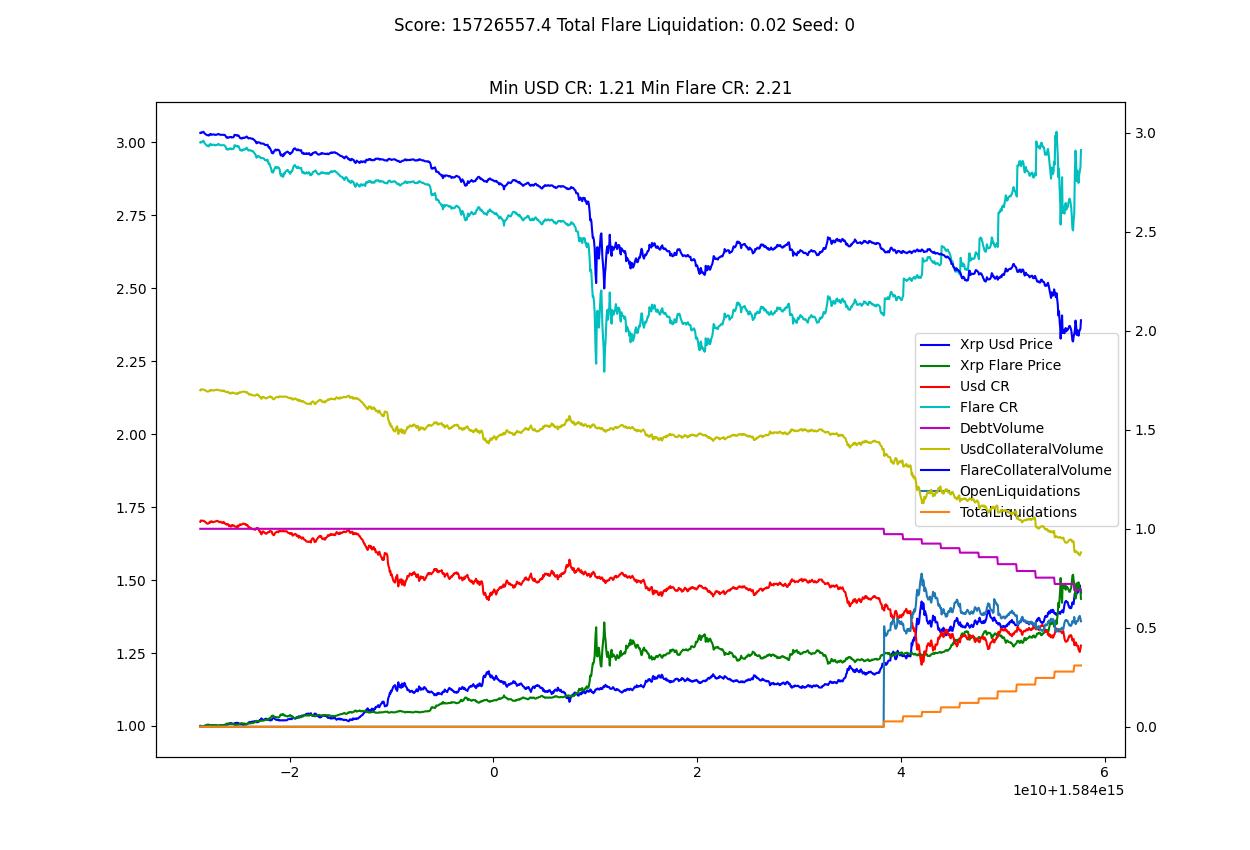 Score: 15726557.4 Total Flare Liquidation: 0.02 Seed: 0
Min USD CR: 1.21 Min Flare CR: 2.21
3.00
2.75
2.50
2.25
2.00
1.75
1.50
1.25
1.00
3.0
2.5
2.0
1.5
1.0
0.5
0.0
Xrp Usd Price
Xrp Flare Price
Usd CR
Flare CR
DebtVolume
UsdCollateralVolume
FlareCollateralVolume
OpenLiquidations
TotalLiquidations
−2 0 2 4 6
1e10+1.584e15